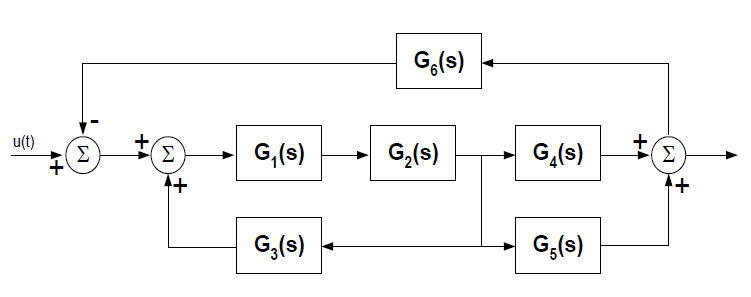 G₆(s)
-
u(t)
+
Σ
+
Σ
+
G₁(s)
G₂(s)
G₄(s)
+
Σ
+
G₃(s)
G₅(s)